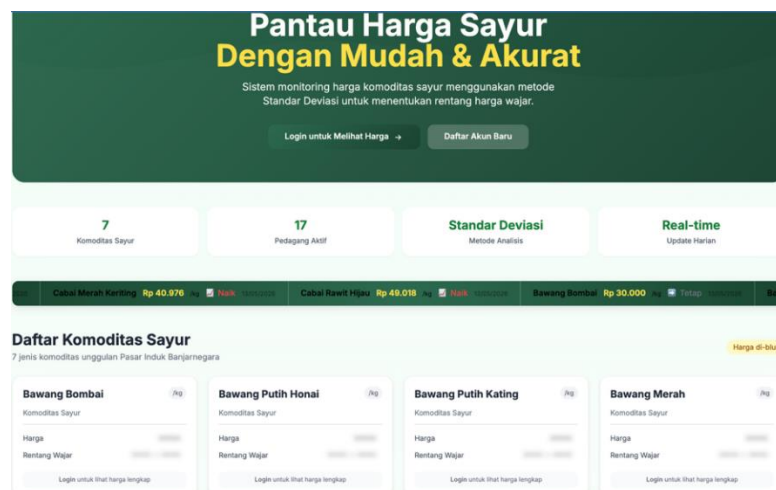 Pantau Harga Sayur
Dengan Mudah & Akurat
Sistem monitoring harga komoditas sayur menggunakan metode
Standar Deviasi untuk menentukan rentang harga wajar.
Login untuk Melihat Harga → Daftar Akun Baru
7 17 Standar Deviasi Real-time
Komoditas Sayur Pedagang Aktif Metode Analisis Update Harian
Cabai Merah Keriting Rp 40.976 /kg Naik Cabai Rawit Hijau Rp 49.018 /kg Naik Bawang Bombai Rp 30.000 /kg Tetap
Daftar Komoditas Sayur
7 jenis komoditas unggulan Pasar Induk Banjarnegara
Harga di-blu
Bawang Bombai /kg Bawang Putih Honai /kg Bawang Putih Kating /kg Bawang Merah /kg
Komoditas Sayur Komoditas Sayur Komoditas Sayur Komoditas Sayur
Harga Harga Harga Harga
Rentang Wajar Rentang Wajar Rentang Wajar Rentang Wajar
Login untuk lihat harga lengkap Login untuk lihat harga lengkap Login untuk lihat harga lengkap Login untuk lihat harga lengkap